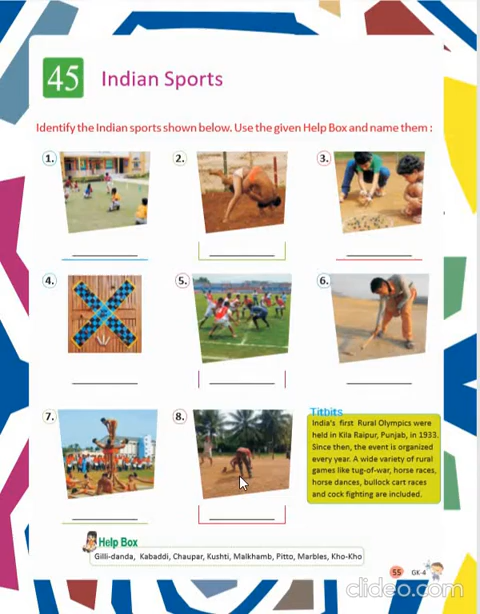 45 Indian Sports
Identify the Indian sports shown below. Use the given Help Box and name them :
1. 2. 3.
4. 5. 6.
7. 8.
Titbits
India's first Rural Olympics were
held in Kila Raipur, Punjab, in 1933.
Since then, the event is organized
every year. A wide variety of rural
games like tug-of-war, horse races,
horse dances, bullock cart races
and cock fighting are included.
Help Box
Gilli-danda, Kabaddi, Chaupar, Kushti, Malkhamb, Pitto, Marbles, Kho-Kho
55 GK-4
clideo.com